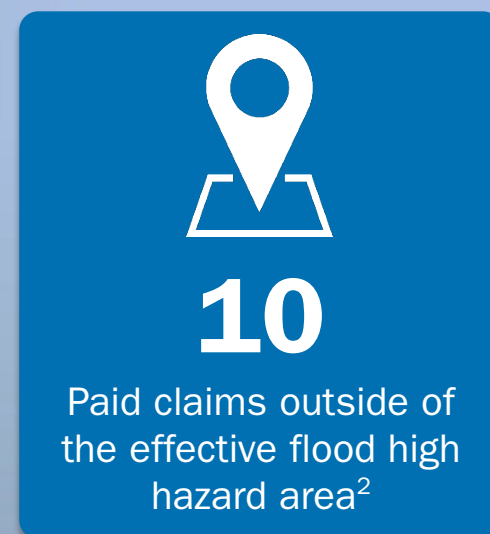 10
Paid claims outside of
the effective flood high
hazard area²